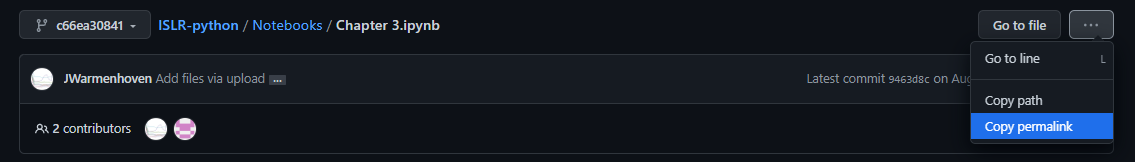 c66ea30841 ISLR-python / Notebooks / Chapter 3.ipynb Go to file ...
Go to line L
JWarmenhoven Add files via upload ... Latest commit 9463d8c on Aug
Copy path
2 contributors Copy permalink